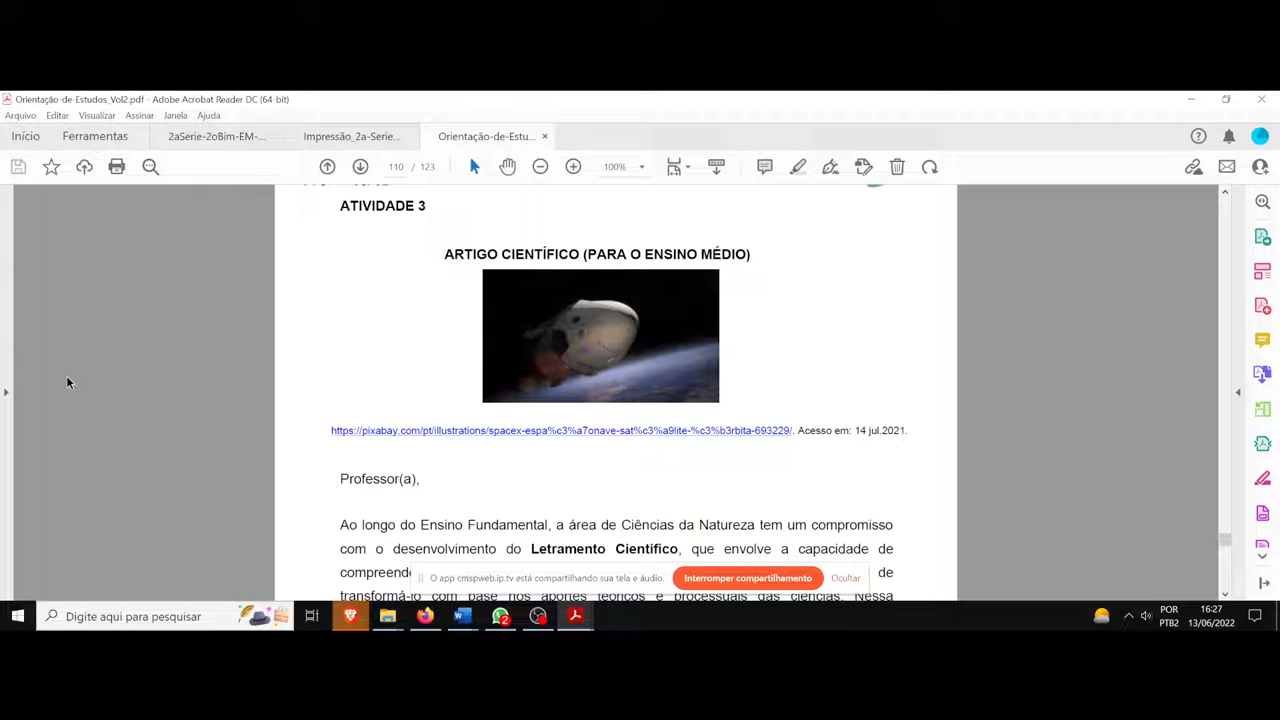 Orientação-de-Estudos_Vol2.pdf - Adobe Acrobat Reader DC (64-bit)
Arquivo Editar Visualizar Assinar Janela Ajuda
Início Ferramentas 2aSerie-2oBim-EM-... Impressão_2a-Serie... Orientação-de-Estu... ×
110 / 123 100%
ATIVIDADE 3
ARTIGO CIENTÍFICO (PARA O ENSINO MÉDIO)
https://pixabay.com/pt/illustrations/spacex-espa%c3%a7onave-sat%c3%a9lite-%c3%b3rbita-693229/. Acesso em: 14 jul.2021.
Professor(a),
Ao longo do Ensino Fundamental, a área de Ciências da Natureza tem um compromisso
com o desenvolvimento do Letramento Científico, que envolve a capacidade de
de
O app cmspweb.ip.tv está compartilhando sua tela e áudio. Interromper compartilhamento Ocultar
processuais das ciências. Nessa
Digite aqui para pesquisar
2
POR
PTB2
16:27
13/06/2022